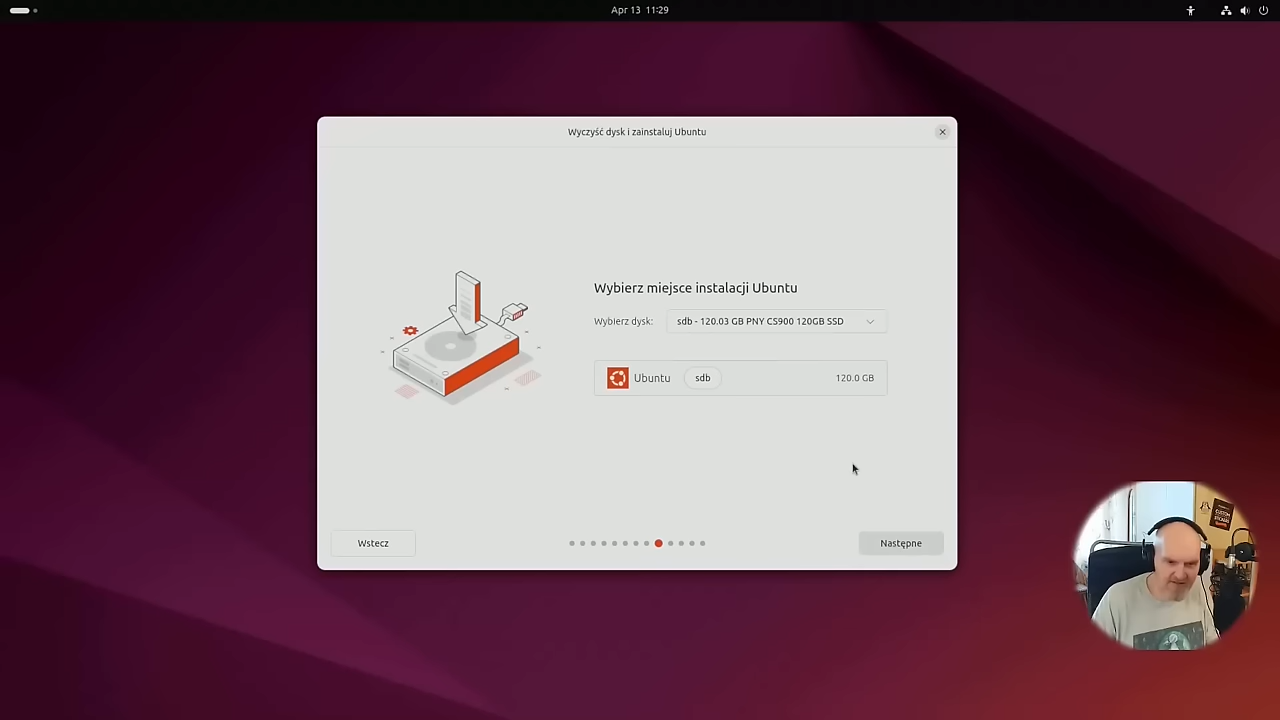 Apr 13 11:29
Wyczyść dysk i zainstaluj Ubuntu
Wybierz miejsce instalacji Ubuntu
Wybierz dysk: sdb - 120.03 GB PNY CS900 120GB SSD
Ubuntu sdb 120.0 GB
Wstecz Następne
CUSTOM